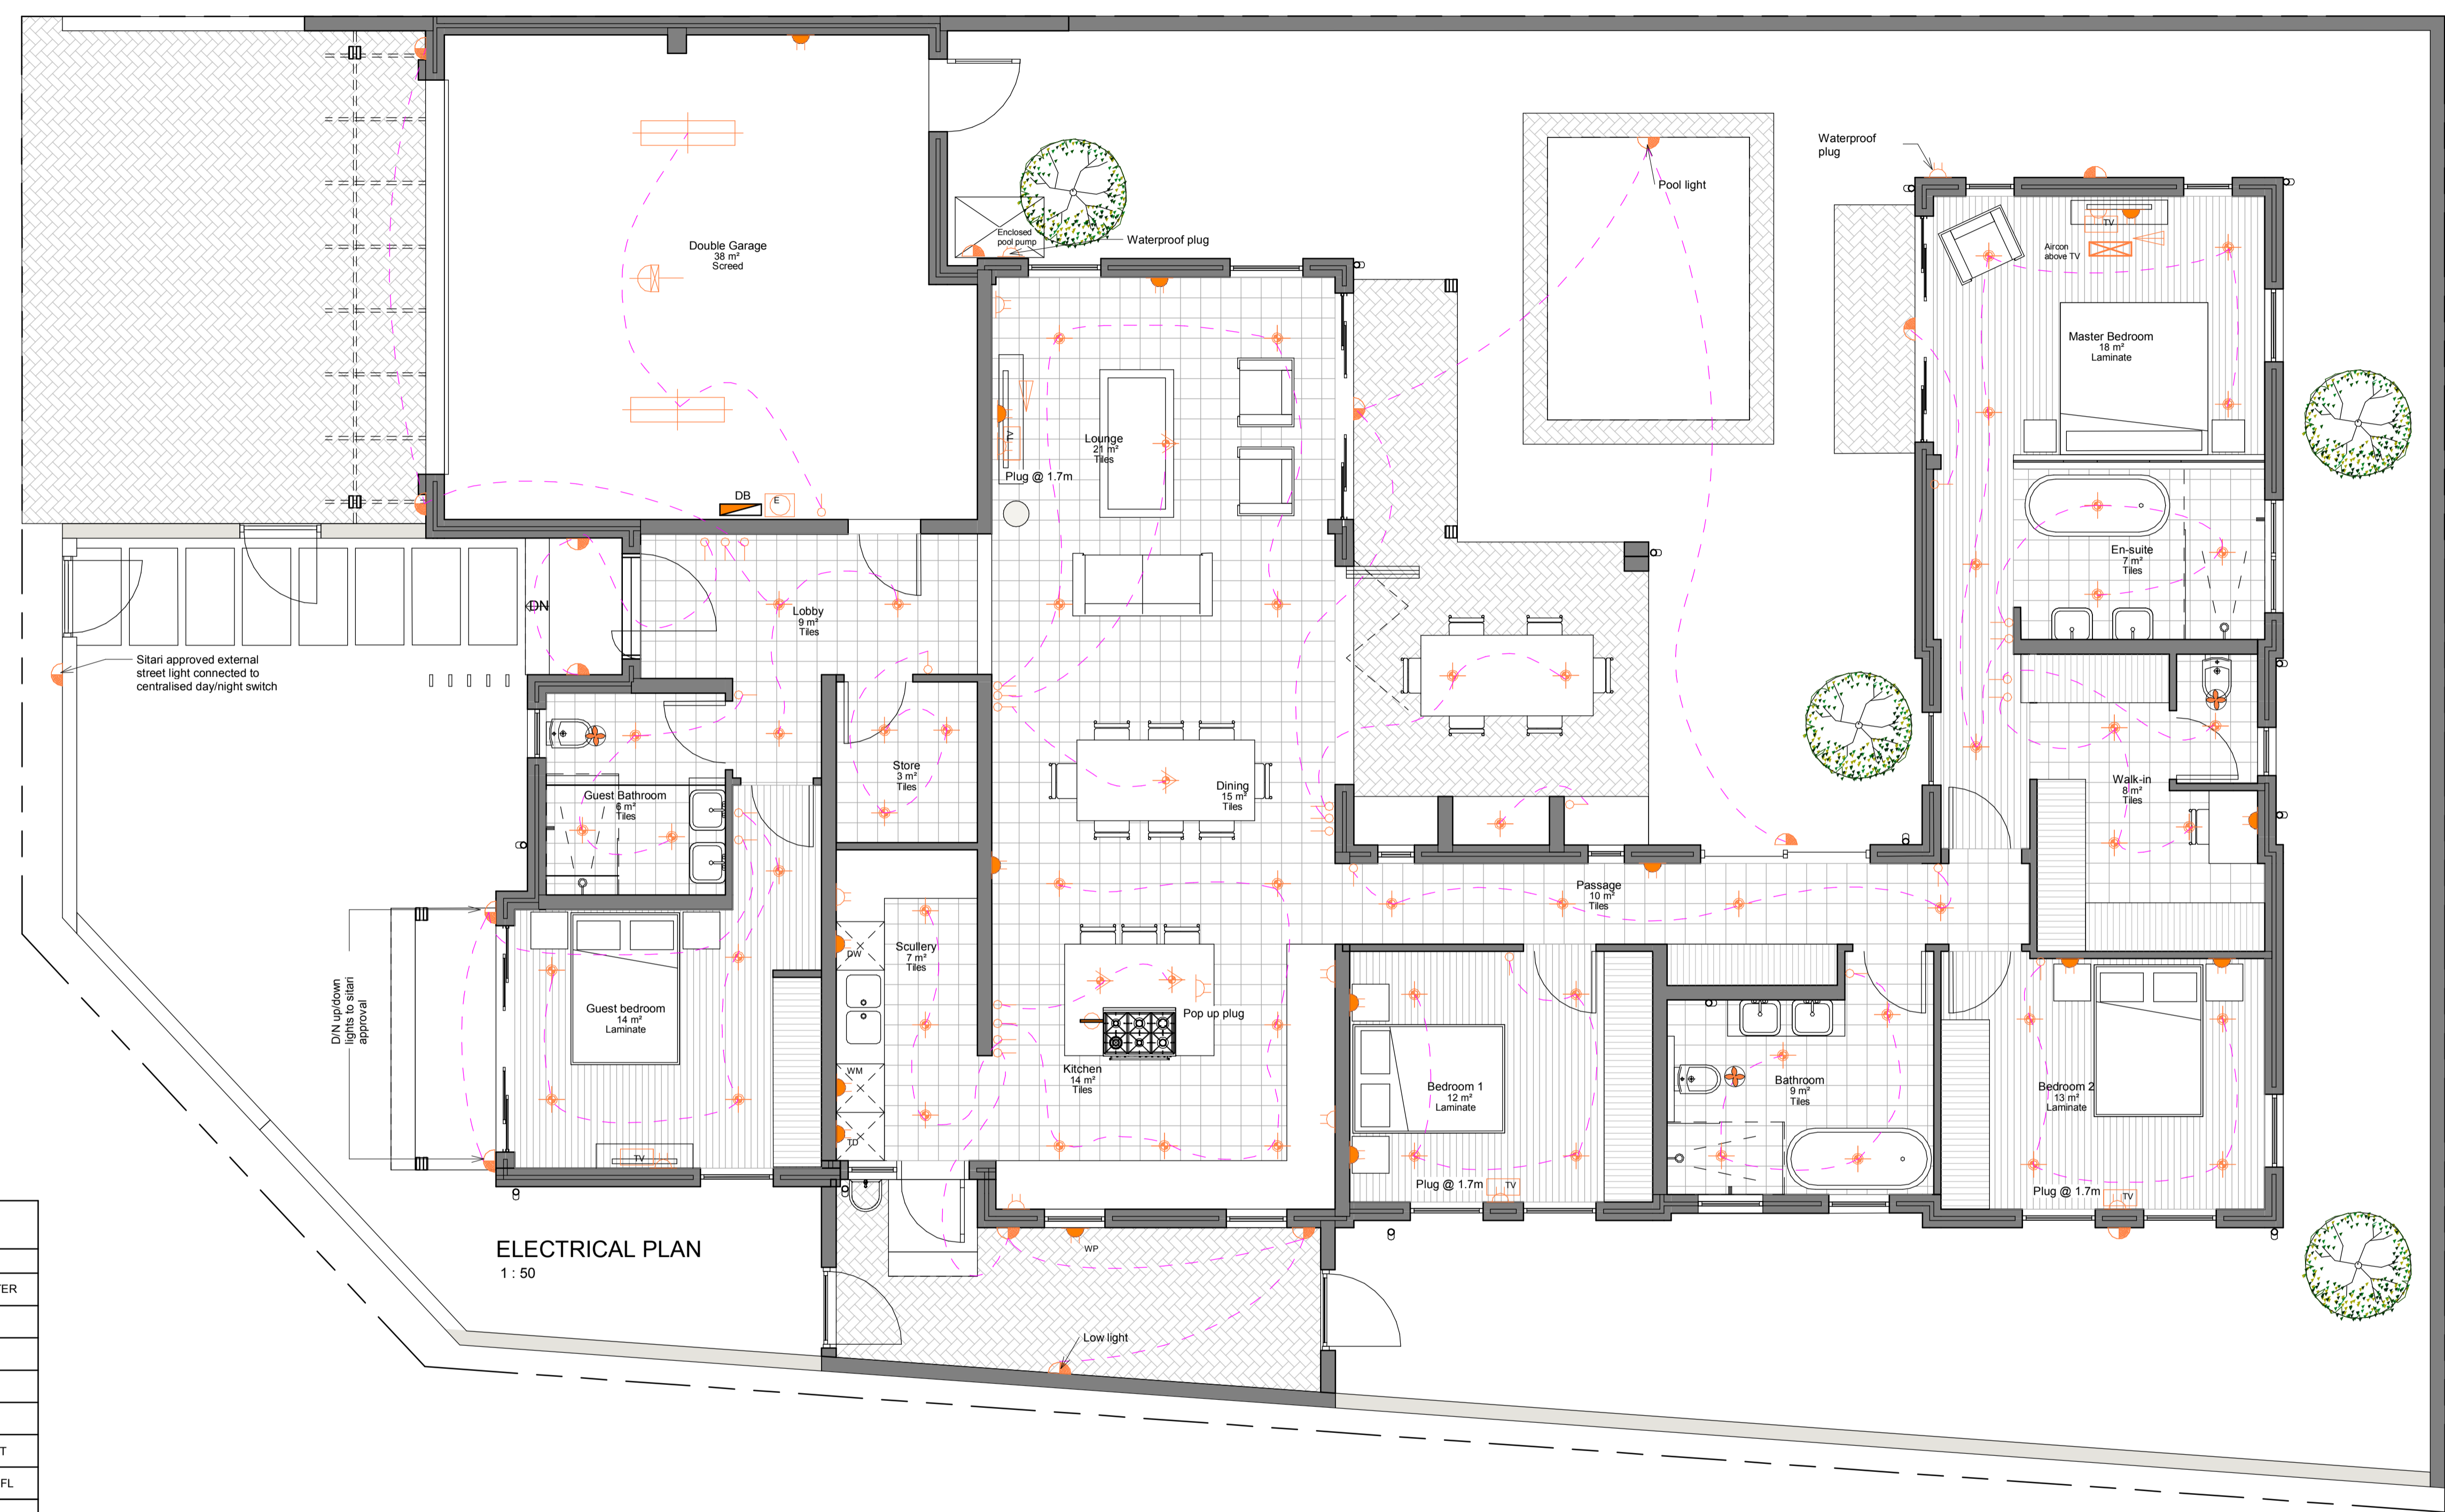 Double Garage
38 m²
Screed
DB
E
Enclosed
pool pump
Waterproof plug
Pool light
Waterproof
plug
TV
Aircon
above TV
Master Bedroom
18 m²
Laminate
Lounge
21 m²
Tiles
TV
Plug @ 1.7m
En-suite
7 m²
Tiles
DN
Lobby
9 m²
Tiles
Sitari approved external
street light connected to
centralised day/night switch
Store
3 m²
Tiles
Guest Bathroom
6 m²
Tiles
Dining
15 m²
Tiles
Walk-in
8 m²
Tiles
Passage
10 m²
Tiles
Scullery
7 m²
Tiles
DW
WM
TD
D/N up/down
lights to sitari
approval
Guest bedroom
14 m²
Laminate
TV
Pop up plug
Kitchen
14 m²
Tiles
Bedroom 1
12 m²
Laminate
Plug @ 1.7m
TV
Bathroom
9 m²
Tiles
Bedroom 2
13 m²
Laminate
Plug @ 1.7m
TV
WP
Low light
ELECTRICAL PLAN
1 : 50